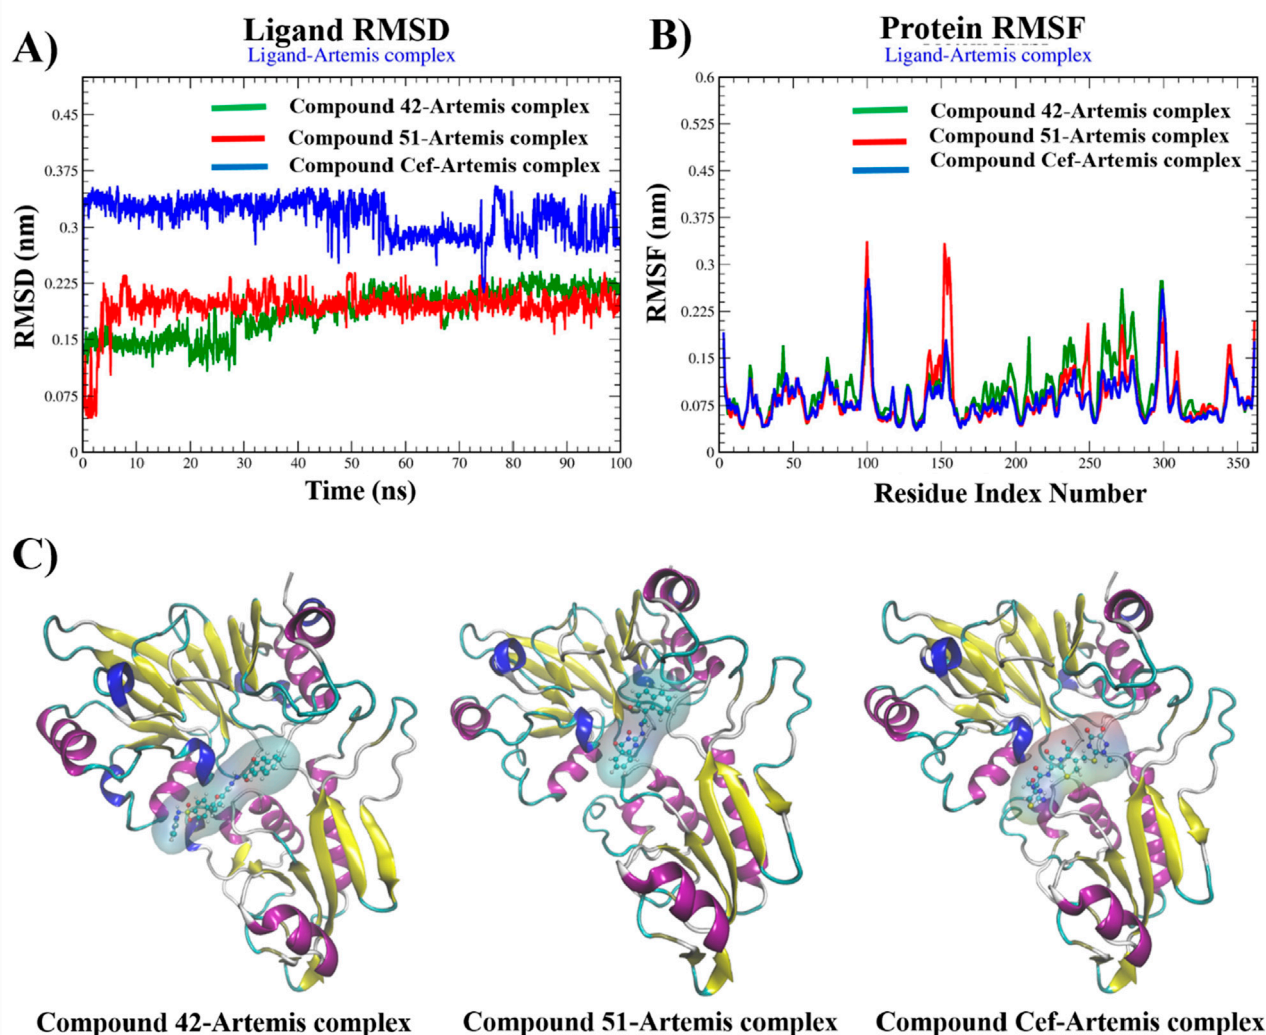 A)
Ligand RMSD
Ligand-Artemis complex
Compound 42-Artemis complex
Compound 51-Artemis complex
Compound Cef-Artemis complex
0.45
0.375
0.3
0.225
0.15
0.075
0
RMSD (nm)
0 10 20 30 40 50 60 70 80 90 100
Time (ns)
B)
Protein RMSF
Ligand-Artemis complex
Compound 42-Artemis complex
Compound 51-Artemis complex
Compound Cef-Artemis complex
0.6
0.525
0.45
0.375
0.3
0.225
0.15
0.075
0
RMSF (nm)
0 50 100 150 200 250 300 350
Residue Index Number
C)
Compound 42-Artemis complex
Compound 51-Artemis complex
Compound Cef-Artemis complex